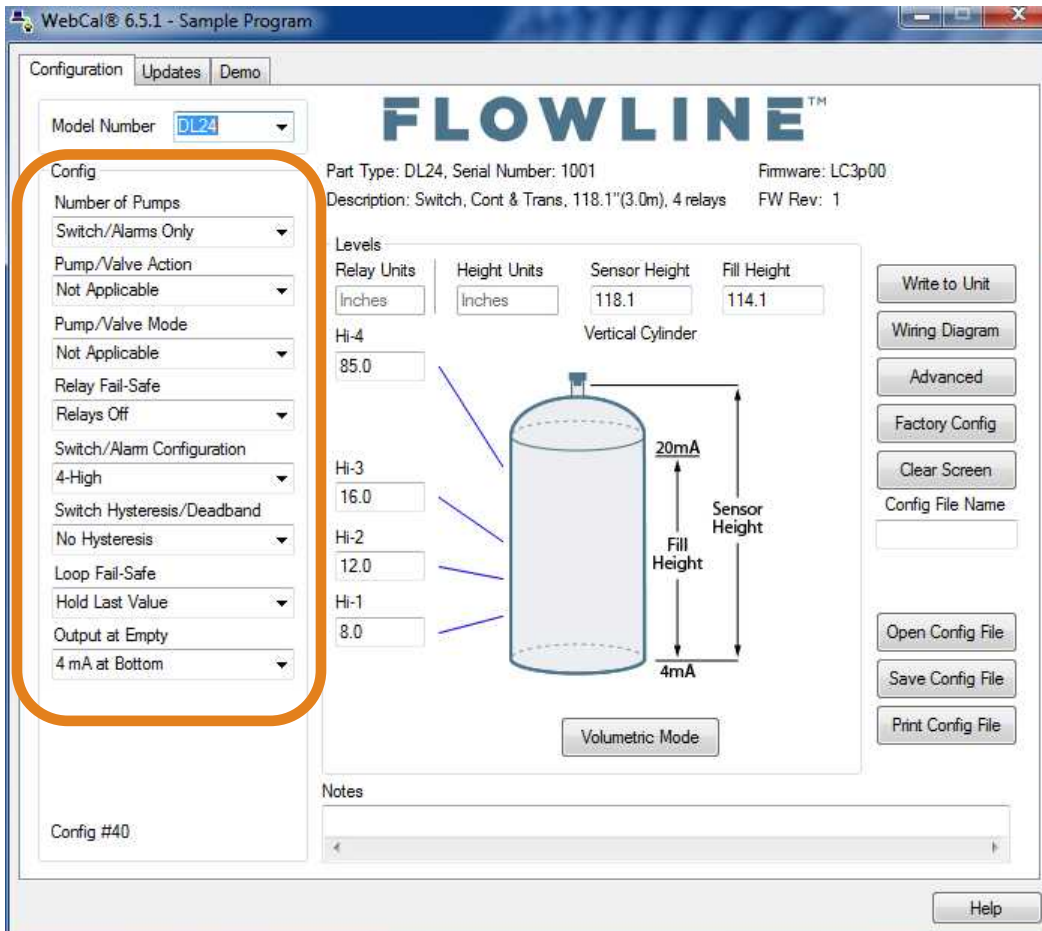 WebCal® 6.5.1 - Sample Program
Configuration Updates Demo
Model Number DL24
FLOWLINE™
Config
Number of Pumps
Switch/Alarms Only
Pump/Valve Action
Not Applicable
Pump/Valve Mode
Not Applicable
Relay Fail-Safe
Relays Off
Switch/Alarm Configuration
4-High
Switch Hysteresis/Deadband
No Hysteresis
Loop Fail-Safe
Hold Last Value
Output at Empty
4 mA at Bottom
Config #40
Part Type: DL24, Serial Number: 1001 Firmware: LC3p00
Description: Switch, Cont & Trans, 118.1"(3.0m), 4 relays FW Rev: 1
Levels
Relay Units Height Units Sensor Height Fill Height
Inches Inches 118.1 114.1
Hi-4 Vertical Cylinder
85.0
20mA
Hi-3
16.0
Sensor
Height
Hi-2
Fill
Height
12.0
Hi-1
8.0
4mA
Volumetric Mode
Write to Unit
Wiring Diagram
Advanced
Factory Config
Clear Screen
Config File Name
Open Config File
Save Config File
Print Config File
Notes
Help